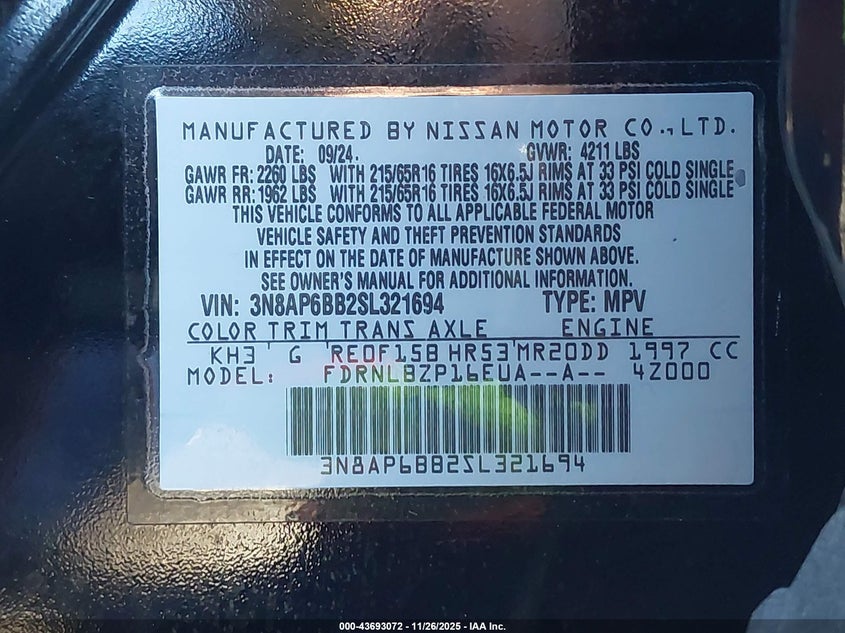 MANUFACTURED BY NISSAN MOTOR CO., LTD.
DATE: 09/24. GVWR: 4211 LBS
GAWR FR: 2260 LBS WITH 215/65R16 TIRES 16X6.5J RIMS AT 33 PSI COLD SINGLE
GAWR RR: 1962 LBS WITH 215/65R16 TIRES 16X6.5J RIMS AT 33 PSI COLD SINGLE
THIS VEHICLE CONFORMS TO ALL APPLICABLE FEDERAL MOTOR
VEHICLE SAFETY AND THEFT PREVENTION STANDARDS
IN EFFECT ON THE DATE OF MANUFACTURE SHOWN ABOVE.
SEE OWNER'S MANUAL FOR ADDITIONAL INFORMATION.
VIN: 3N8AP6BB2SL321694 TYPE: MPV
COLOR TRIM TRANS AXLE ENGINE
KH3 G RE0F15B HR53 MR20DD 1997 CC
MODEL: FDRNLBZP16EUA--A-- 4Z000
3N8AP6BB2SL321694
000-43693072 - 11/26/2025 - IAA Inc.